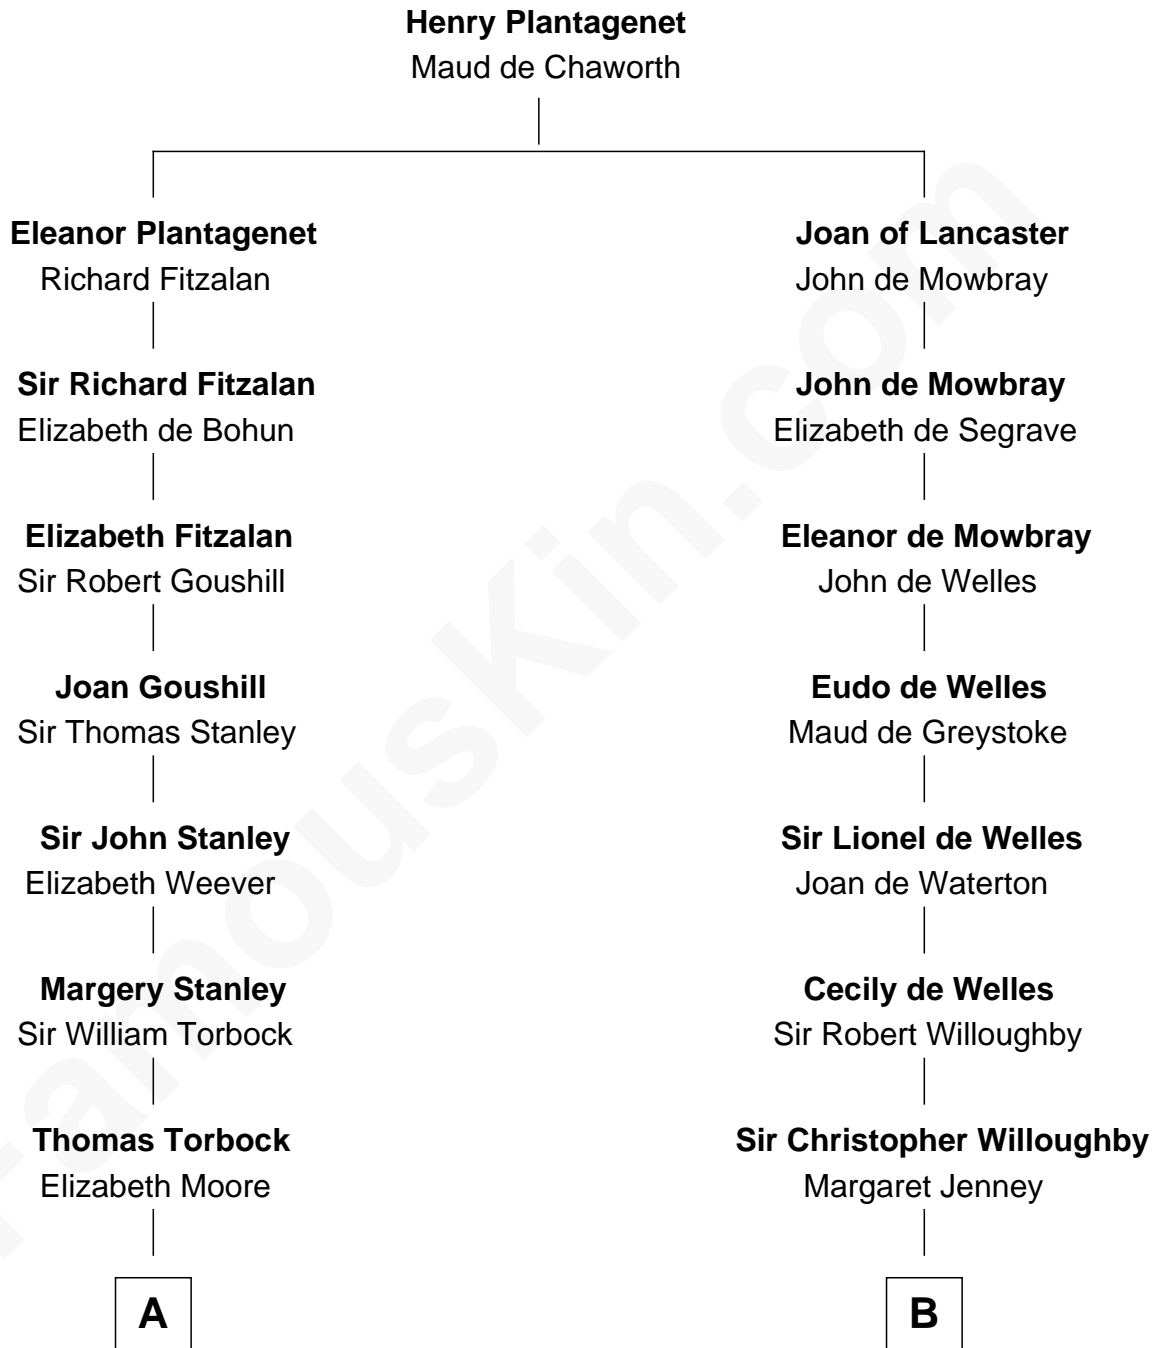 Henry Plantagenet
Maud de Chaworth
Eleanor Plantagenet
Richard Fitzalan
Joan of Lancaster
John de Mowbray
Sir Richard Fitzalan
Elizabeth de Bohun
John de Mowbray
Elizabeth de Segrave
Elizabeth Fitzalan
Sir Robert Goushill
Eleanor de Mowbray
John de Welles
Joan Goushill
Sir Thomas Stanley
Eudo de Welles
Maud de Greystoke
Sir John Stanley
Elizabeth Weever
Sir Lionel de Welles
Joan de Waterton
Margery Stanley
Sir William Torbock
Cecily de Welles
Sir Robert Willoughby
Thomas Torbock
Elizabeth Moore
Sir Christopher Willoughby
Margaret Jenney
A
B
FamousKin.com